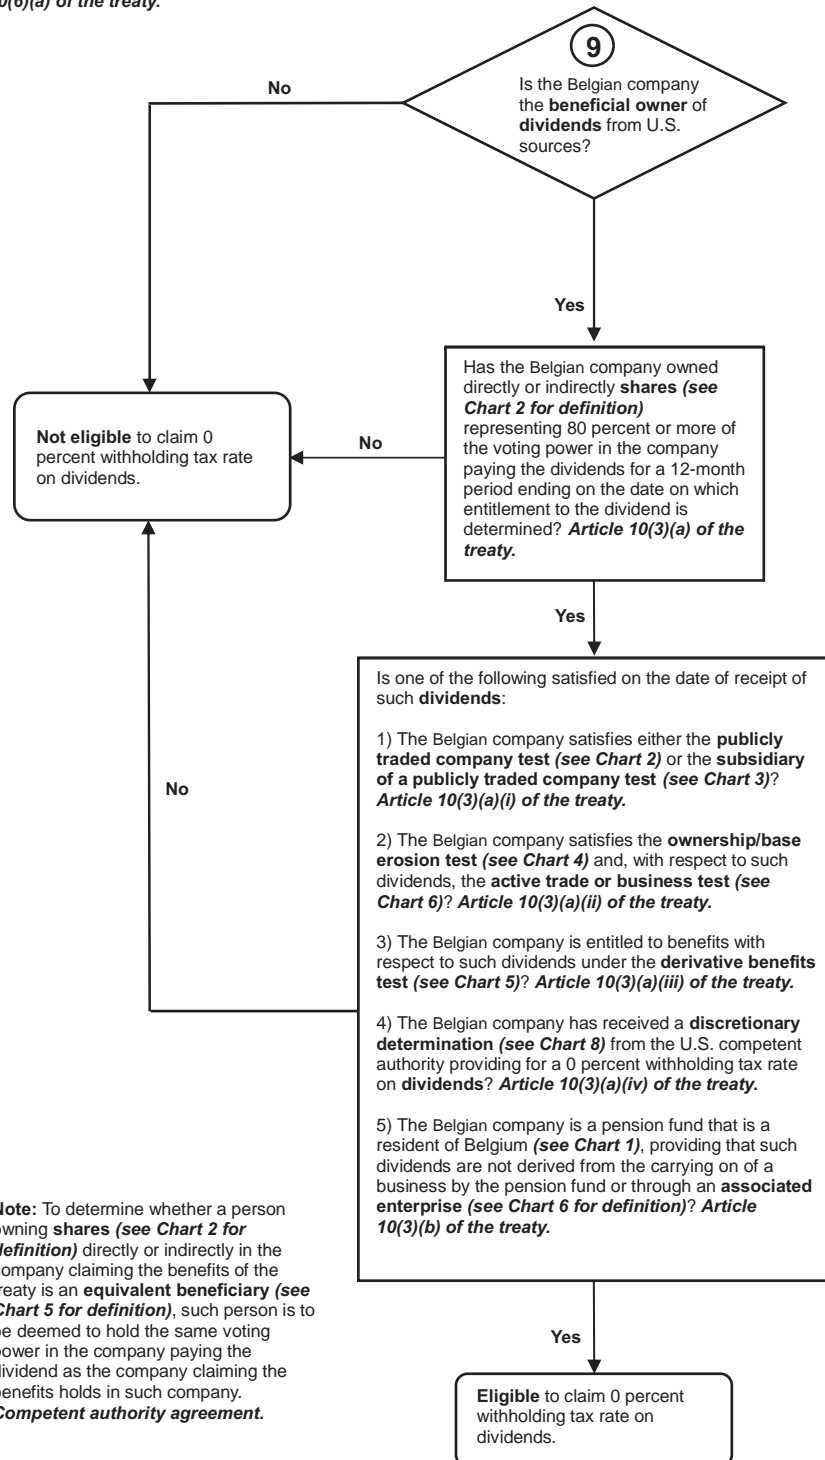 0(6)(a) of the treaty.
9
Is the Belgian company
the beneficial owner of
dividends from U.S.
sources?
No
Yes
Has the Belgian company owned
directly or indirectly shares (see
Chart 2 for definition)
representing 80 percent or more of
the voting power in the company
paying the dividends for a 12-month
period ending on the date on which
entitlement to the dividend is
determined? Article 10(3)(a) of the
treaty.
No
Not eligible to claim 0
percent withholding tax rate
on dividends.
Yes
Is one of the following satisfied on the date of receipt of
such dividends:
1) The Belgian company satisfies either the publicly
traded company test (see Chart 2) or the subsidiary
of a publicly traded company test (see Chart 3)?
Article 10(3)(a)(i) of the treaty.
2) The Belgian company satisfies the ownership/base
erosion test (see Chart 4) and, with respect to such
dividends, the active trade or business test (see
Chart 6)? Article 10(3)(a)(ii) of the treaty.
3) The Belgian company is entitled to benefits with
respect to such dividends under the derivative benefits
test (see Chart 5)? Article 10(3)(a)(iii) of the treaty.
4) The Belgian company has received a discretionary
determination (see Chart 8) from the U.S. competent
authority providing for a 0 percent withholding tax rate
on dividends? Article 10(3)(a)(iv) of the treaty.
5) The Belgian company is a pension fund that is a
resident of Belgium (see Chart 1), providing that such
dividends are not derived from the carrying on of a
business by the pension fund or through an associated
enterprise (see Chart 6 for definition)? Article
10(3)(b) of the treaty.
No
Note: To determine whether a person
owning shares (see Chart 2 for
definition) directly or indirectly in the
company claiming the benefits of the
treaty is an equivalent beneficiary (see
Chart 5 for definition), such person is to
be deemed to hold the same voting
power in the company paying the
dividend as the company claiming the
benefits holds in such company.
Competent authority agreement.
Yes
Eligible to claim 0 percent
withholding tax rate on
dividends.